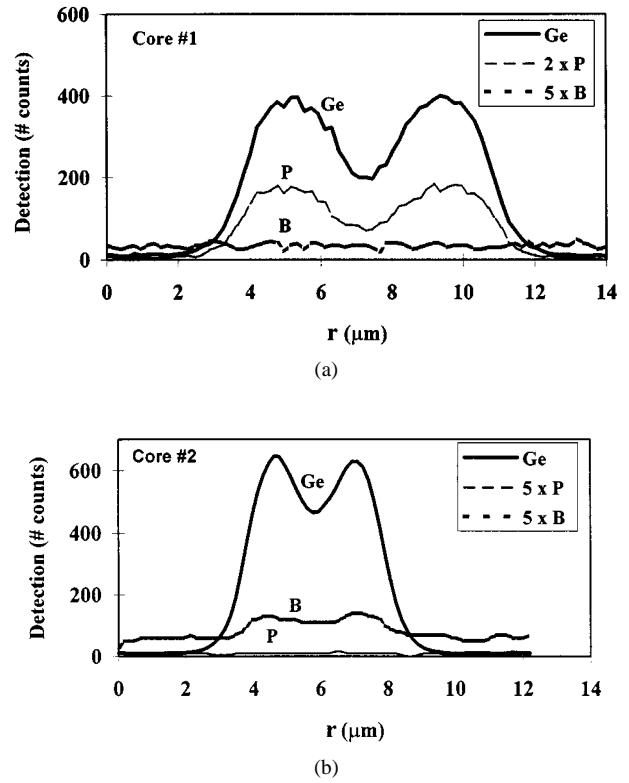 600
Core #1
Ge
2 x P
5 x B
400
Ge
Detection (# counts)
200
P
B
0
0 2 4 6 8 10 12 14
r (μm)
(a)
Core #2
Ge
5 x P
5 x B
600
Ge
400
Detection (# counts)
200
B
P
0
0 2 4 6 8 10 12 14
r (μm)
(b)